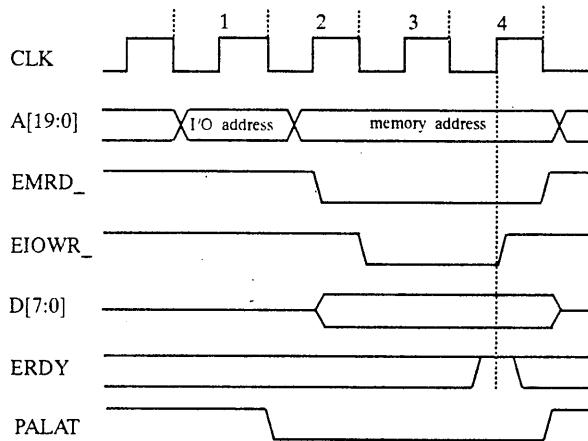 1 2 3 4
CLK
A[19:0] I'O address memory address
EMRD_
EIOWR_
D[7:0]
ERDY
PALAT